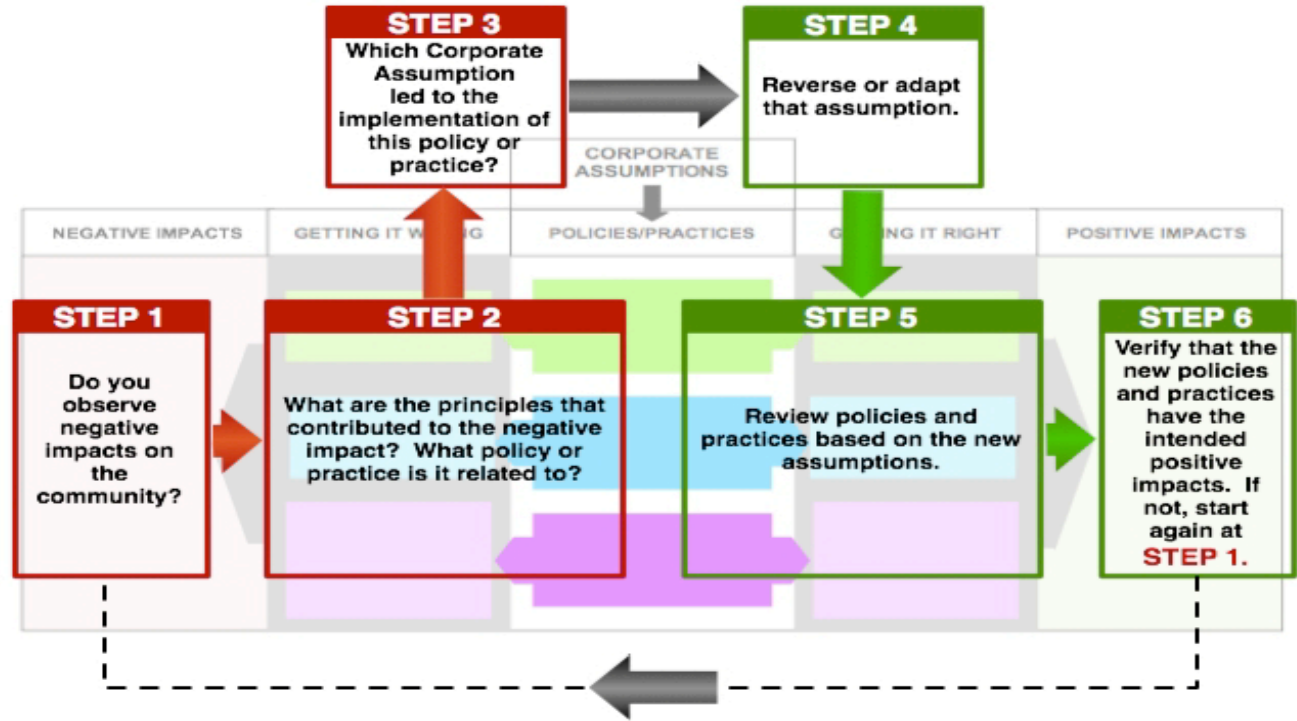 STEP 3
Which Corporate
Assumption
led to the
implementation of
this policy or
practice?
STEP 4
Reverse or adapt
that assumption.
CORPORATE
ASSUMPTIONS
NEGATIVE IMPACTS
GETTING IT
POLICIES/PRACTICES
IT RIGHT
POSITIVE IMPACTS
STEP 1
Do you
observe
negative
impacts on
the
community?
STEP 2
What are the principles that
contributed to the negative
impact? What policy or
practice is it related to?
STEP 5
Review policies and
practices based on the new
assumptions.
STEP 6
Verify that the
new policies
and practices
have the
intended
positive
impacts. If
not, start
again at
STEP 1.